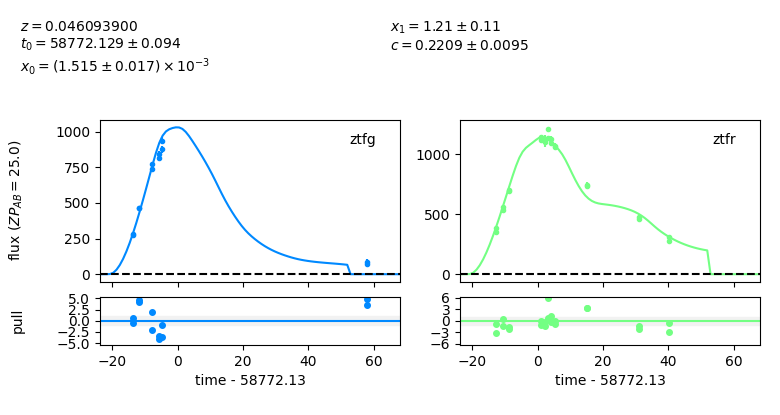 z = 0.046093900
t₀ = 58772.129 ± 0.094
x₀ = (1.515 ± 0.017) × 10⁻³
x₁ = 1.21 ± 0.11
c = 0.2209 ± 0.0095
flux (ZP_AB = 25.0)
1000
750
500
250
0
ztfg
1000
500
0
ztfr
pull
5.0
2.5
0.0
−2.5
−5.0
6
3
0
−3
−6
−20 0 20 40 60
−20 0 20 40 60
time - 58772.13
time - 58772.13